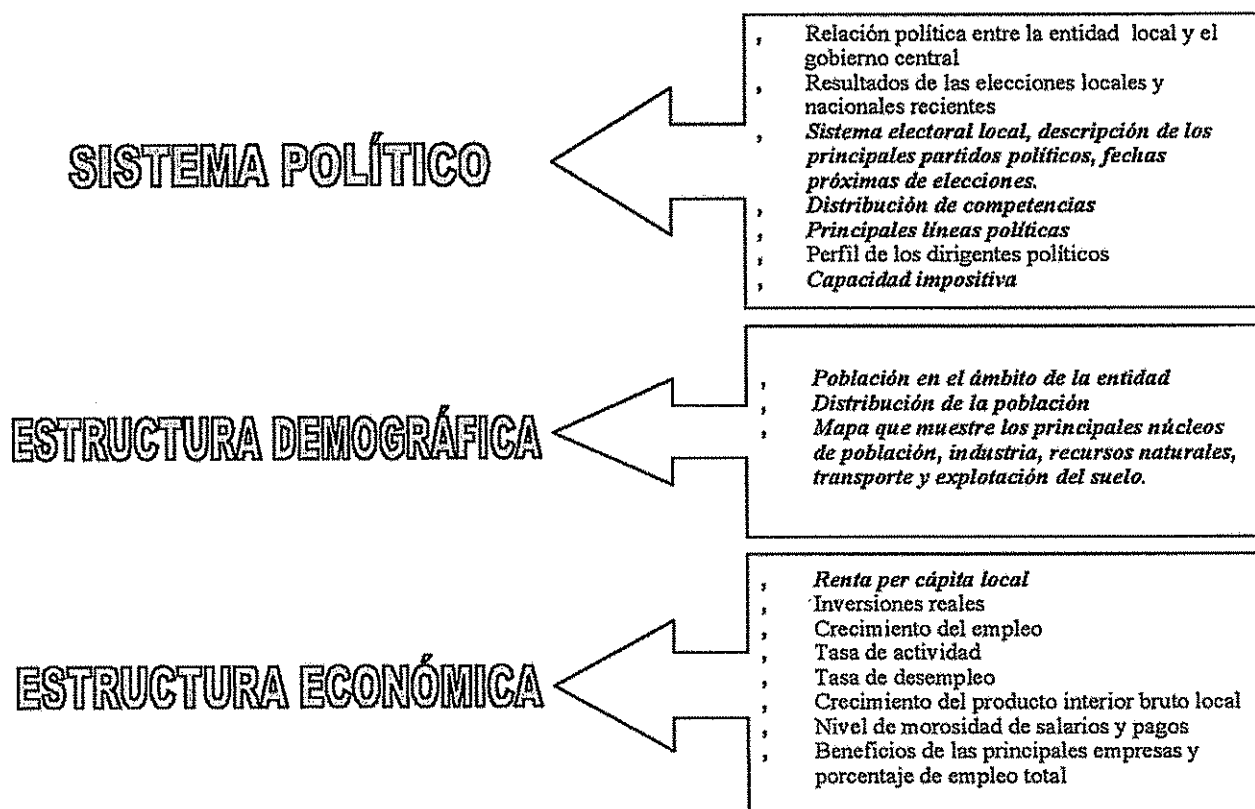 SISTEMA POLÍTICO
, Relación política entre la entidad local y el
gobierno central
, Resultados de las elecciones locales y
nacionales recientes
, Sistema electoral local, descripción de los
principales partidos políticos, fechas
próximas de elecciones.
, Distribución de competencias
, Principales líneas políticas
, Perfil de los dirigentes políticos
, Capacidad impositiva
ESTRUCTURA DEMOGRÁFICA
, Población en el ámbito de la entidad
, Distribución de la población
, Mapa que muestre los principales núcleos
de población, industria, recursos naturales,
transporte y explotación del suelo.
ESTRUCTURA ECONÓMICA
, Renta per cápita local
, Inversiones reales
, Crecimiento del empleo
, Tasa de actividad
, Tasa de desempleo
, Crecimiento del producto interior bruto local
, Nivel de morosidad de salarios y pagos
, Beneficios de las principales empresas y
porcentaje de empleo total